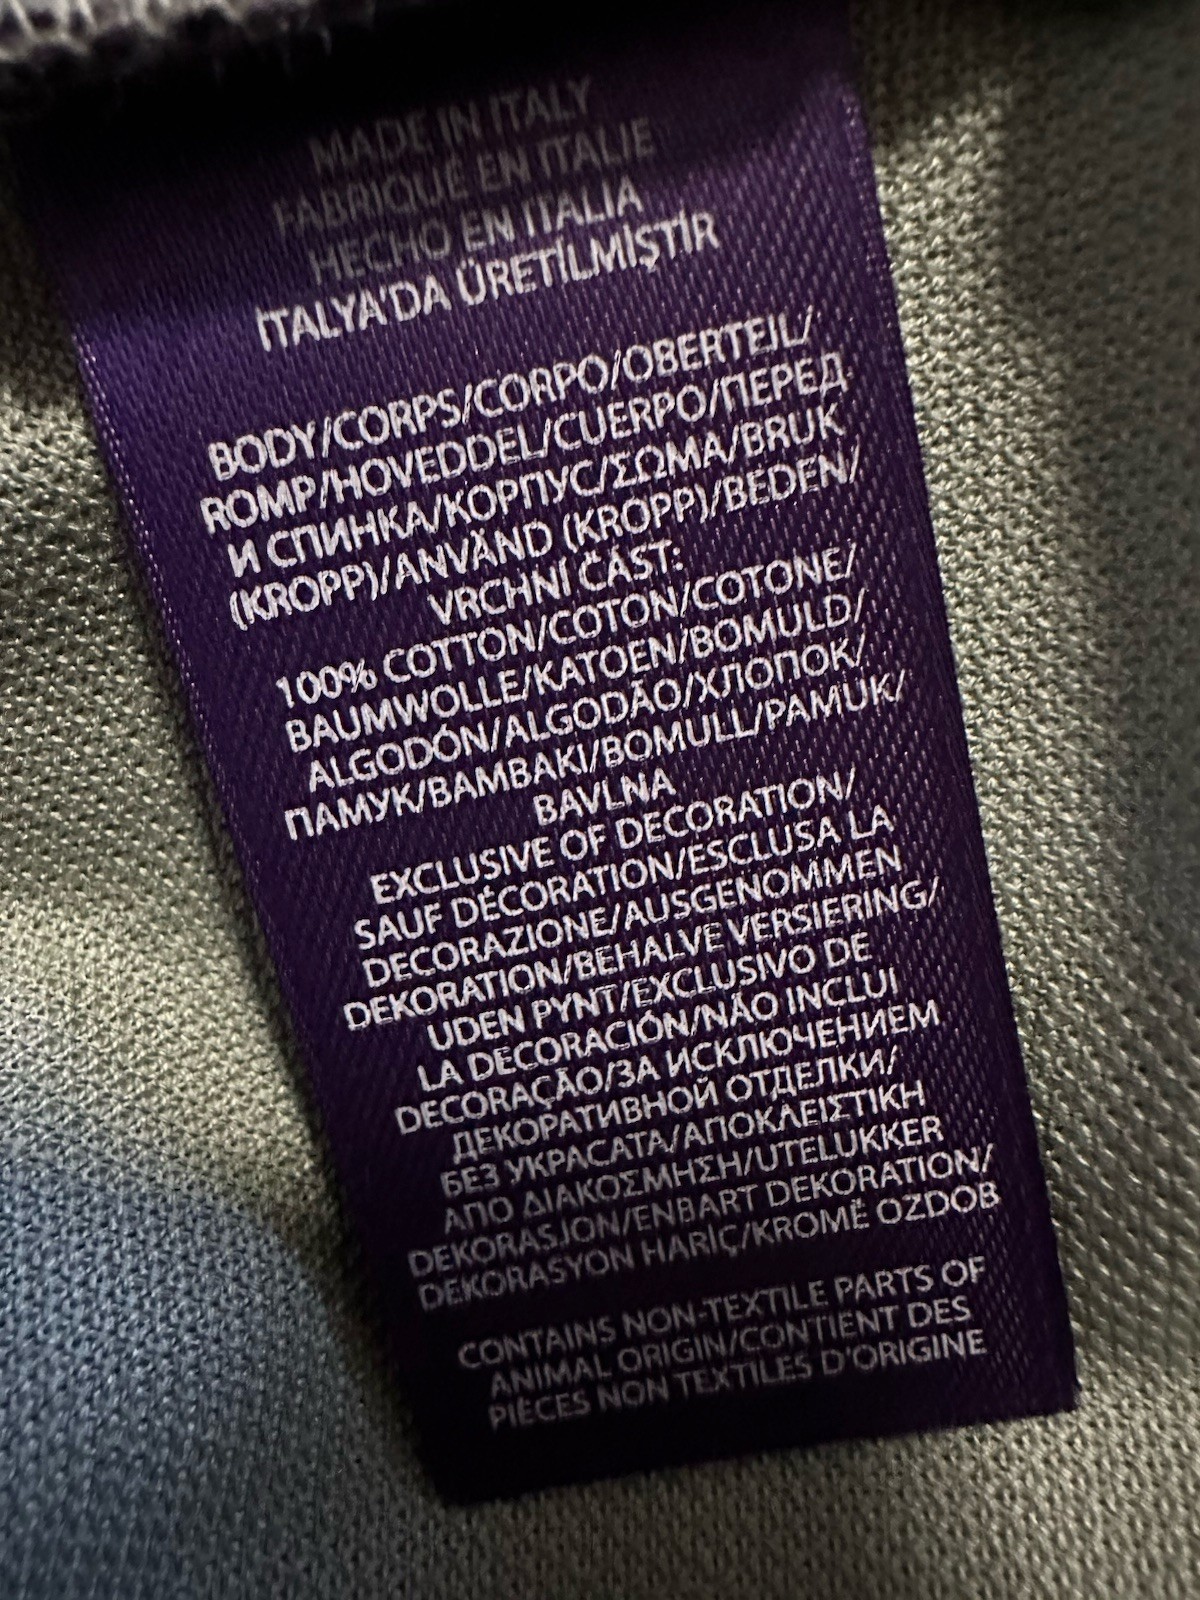 MADE IN ITALY
FABRIQUÉ EN ITALIE
HECHO EN ITALIA
İTALYA'DA ÜRETİLMİŞTİR
BODY/CORPS/CORPO/OBERTEIL/
ROMP/HOVEDDEL/CUERPO/ПЕРЕД
И СПИНКА/КОРПУС/ΣΩΜΑ/BRUK
(KROPP)/ANVÄND (KROPP)/BEDEN/
VRCHNÍ ČÁST:
100% COTTON/COTON/COTONE/
BAUMWOLLE/KATOEN/BOMULD/
ALGODÓN/ALGODÃO/ХЛОПОК/
ПАМУК/BAMBAKI/BOMULL/PAMUK/
BAVLNA
EXCLUSIVE OF DECORATION/
SAUF DÉCORATION/ESCLUSA LA
DECORAZIONE/AUSGENOMMEN
DEKORATION/BEHALVE VERSIERING/
UDEN PYNT/EXCLUSIVO DE
LA DECORACIÓN/NÃO INCLUI
DECORAÇÃO/ЗА ИСКЛЮЧЕНИЕМ
ДЕКОРАТИВНОЙ ОТДЕЛКИ/
БЕЗ УКРАСАТА/ΑΠΟΚΛΕΙΣΤΙΚΗ
ΑΠΟ ΔΙΑΚΟΣΜΗΣΗ/UTELUKKER
DEKORASJON/ENBART DEKORATION/
DEKORASYON HARİÇ/KROMĚ OZDOB
CONTAINS NON-TEXTILE PARTS OF
ANIMAL ORIGIN/CONTIENT DES
PIÈCES NON TEXTILES D'ORIGINE